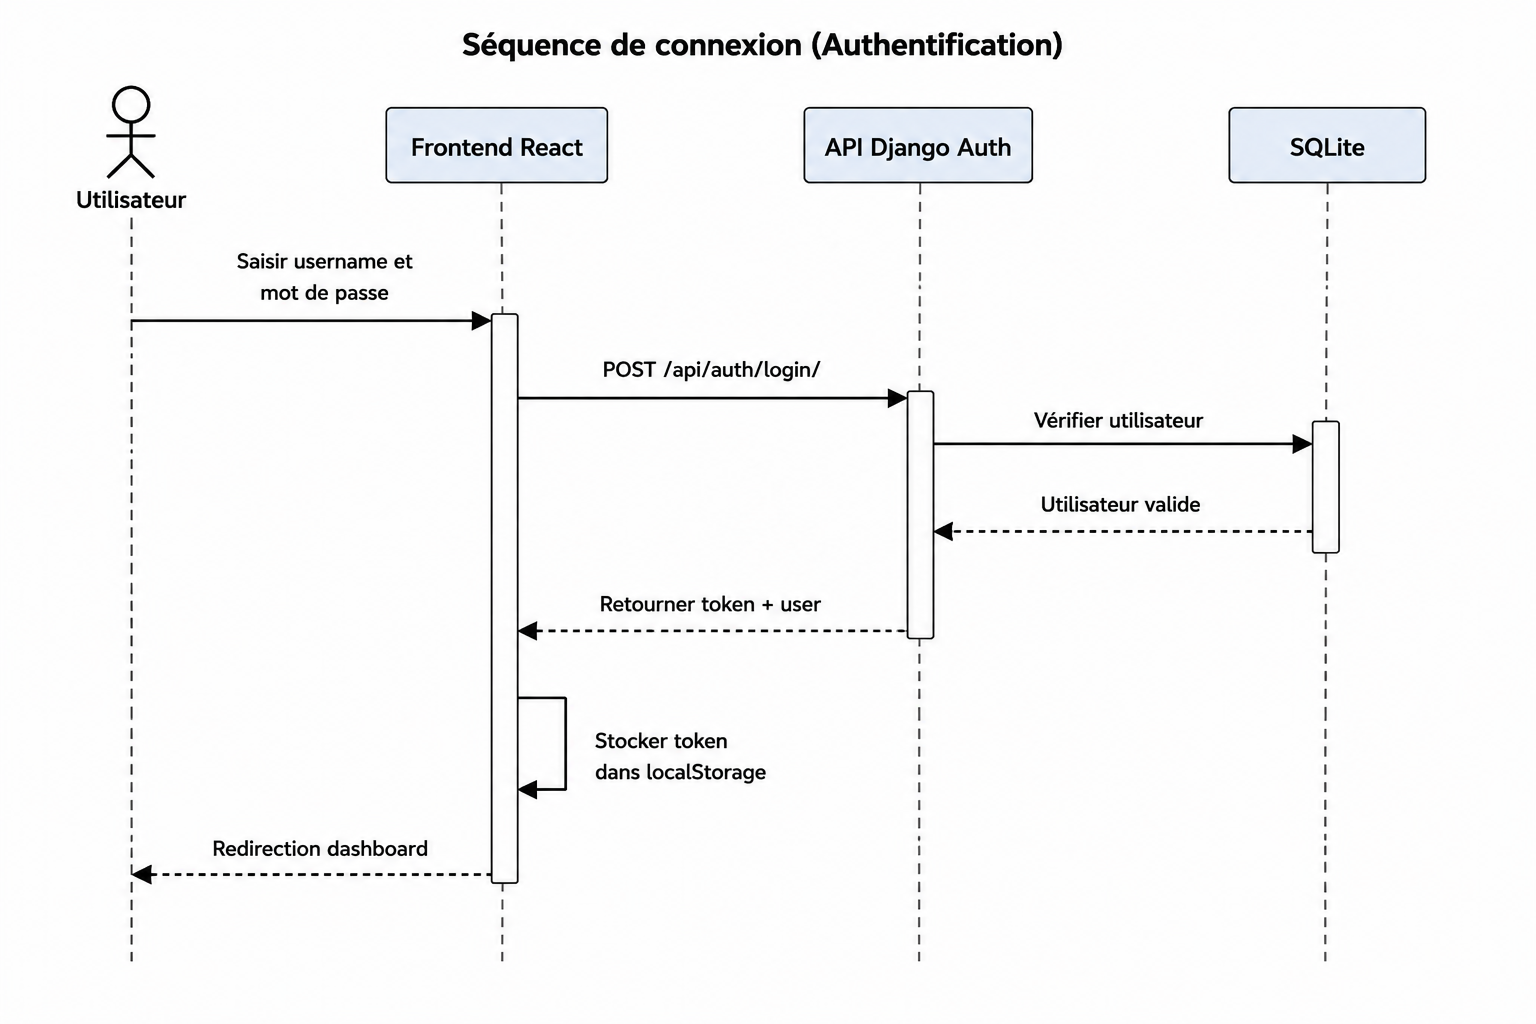 Séquence de connexion (Authentification)
Utilisateur
Frontend React
API Django Auth
SQLite
Saisir username et
mot de passe
POST /api/auth/login/
Vérifier utilisateur
Utilisateur valide
Retourner token + user
Stocker token
dans localStorage
Redirection dashboard